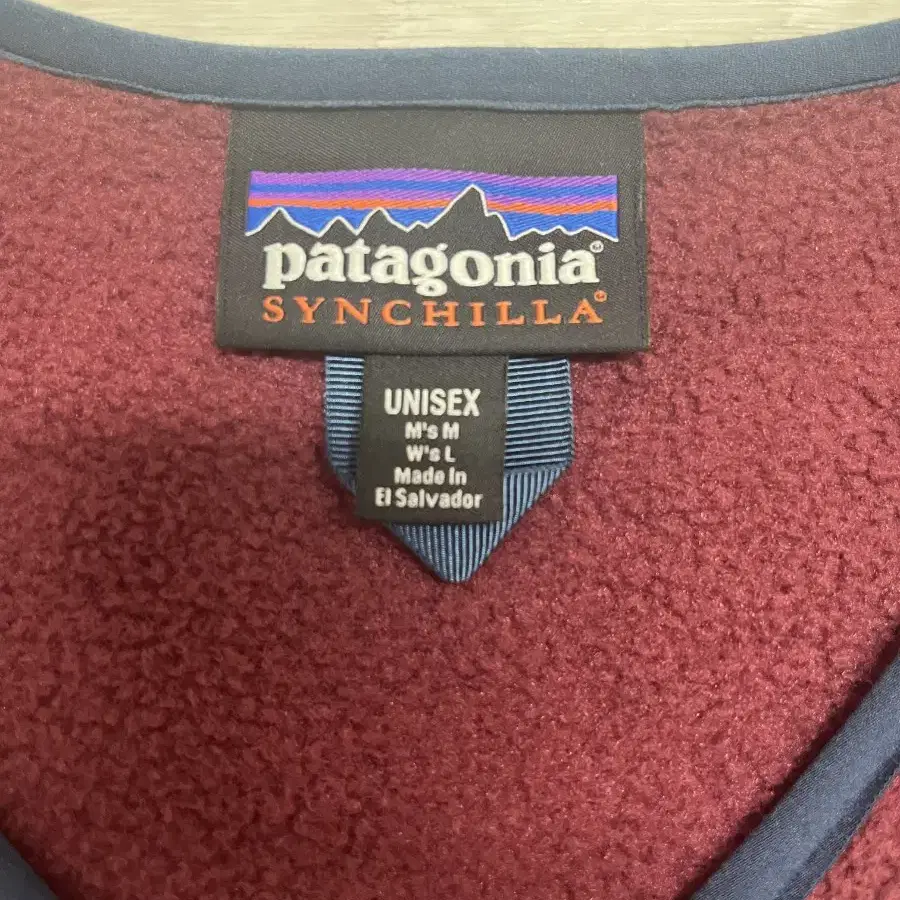 patagonia®
SYNCHILLA®
UNISEX
M's M
W's L
Made In
El Salvador